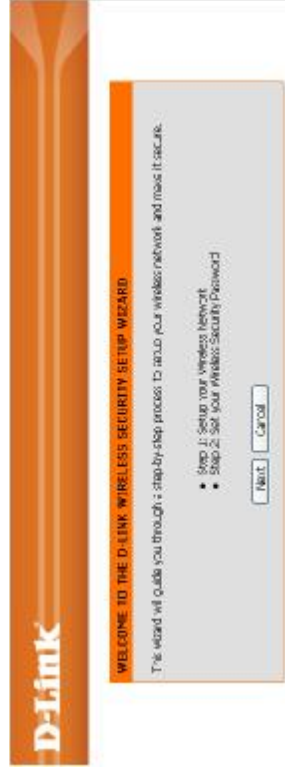 D-Link
WELCOME TO THE D-LINK WIRELESS SECURITY SETUP WIZARD
This wizard will guide you through a step-by-step process to setup your wireless network and make it secure.
• Step 1: Setup your Wireless Network
• Step 2: Set your Wireless Security Password
Next Cancel